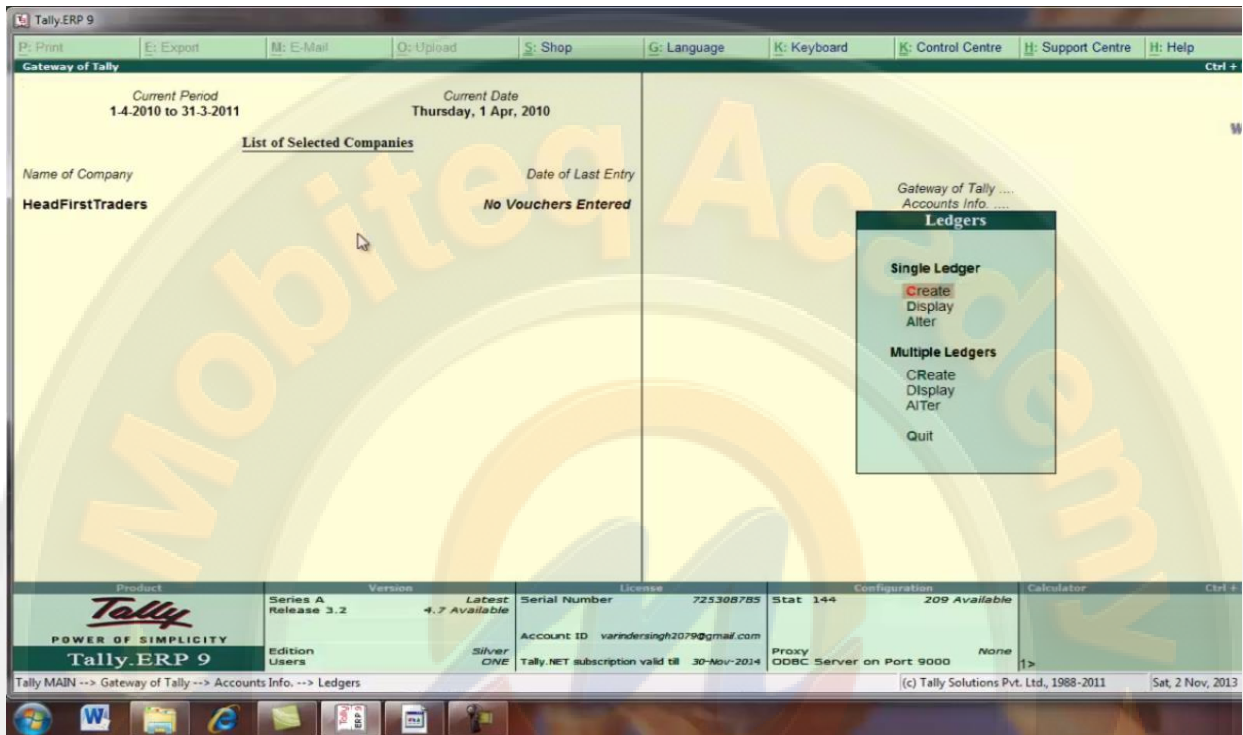 Tally.ERP 9
P: Print E: Export M: E-Mail O: Upload S: Shop G: Language K: Keyboard K: Control Centre H: Support Centre H: Help
Gateway of Tally Ctrl +
Current Period Current Date
1-4-2010 to 31-3-2011 Thursday, 1 Apr, 2010
List of Selected Companies
Name of Company Date of Last Entry
HeadFirstTraders No Vouchers Entered
Gateway of Tally ....
Accounts Info. ....
Ledgers
Single Ledger
Create
Display
Alter
Multiple Ledgers
CReate
DIsplay
AlTer
Quit
Mobiteq Academy
Product Version License Configuration Calculator Ctrl +
Tally
POWER OF SIMPLICITY
Tally.ERP 9
Series A Latest
Release 3.2 4.7 Available
Edition Silver
Users ONE
Serial Number 725308785
Account ID varindersingh2079@gmail.com
Tally.NET subscription valid till 30-Nov-2014
Stat 144 209 Available
Proxy None
ODBC Server on Port 9000
1>
Tally MAIN --> Gateway of Tally --> Accounts Info. --> Ledgers (c) Tally Solutions Pvt. Ltd., 1988-2011 Sat, 2 Nov, 2013
W
Tally
ERP 9